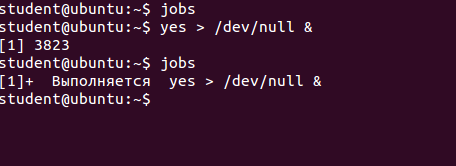 student@ubuntu:~$ jobs
student@ubuntu:~$ yes > /dev/null &
[1] 3823
student@ubuntu:~$ jobs
[1]+  Выполняется  yes > /dev/null &
student@ubuntu:~$